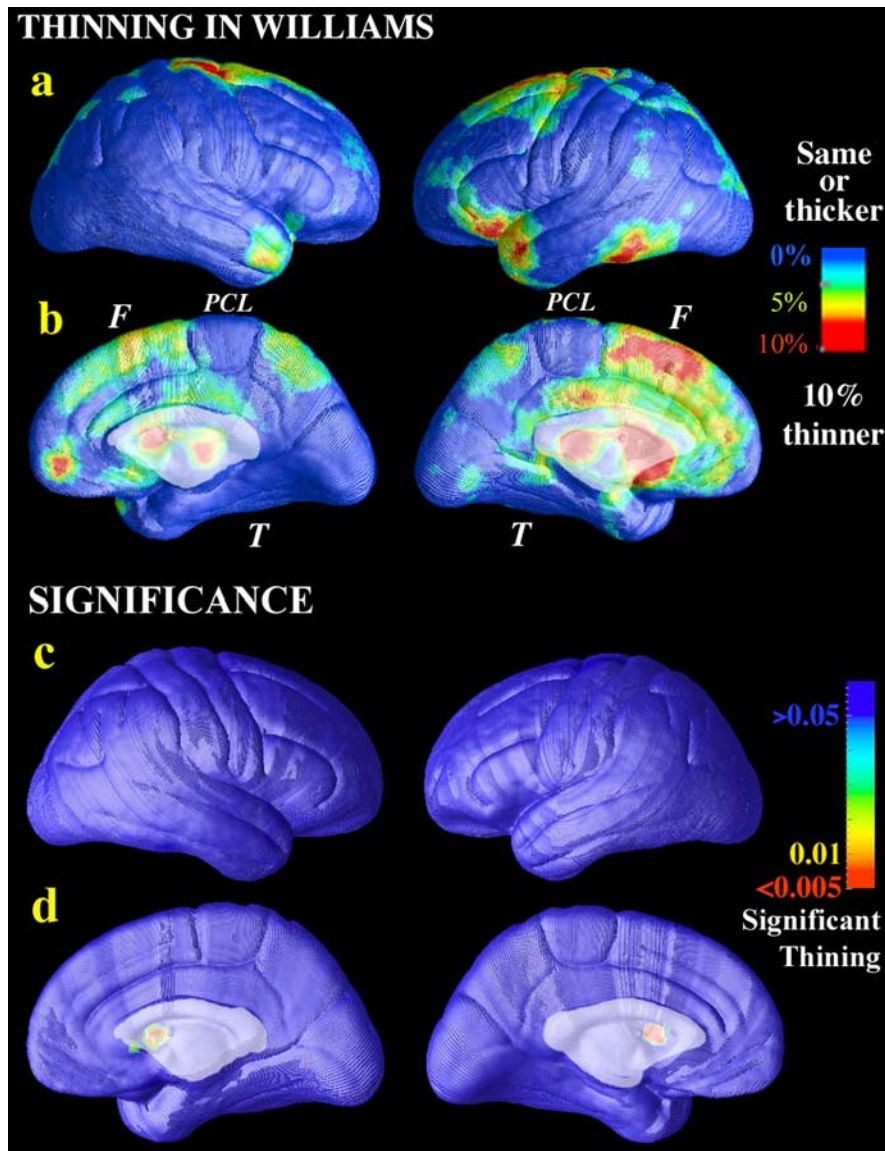 THINNING IN WILLIAMS
a
Same
or
thicker
0%
5%
10%
10%
thinner
b
F
PCL
PCL
F
T
T
SIGNIFICANCE
c
>0.05
0.01
<0.005
Significant
Thining
d